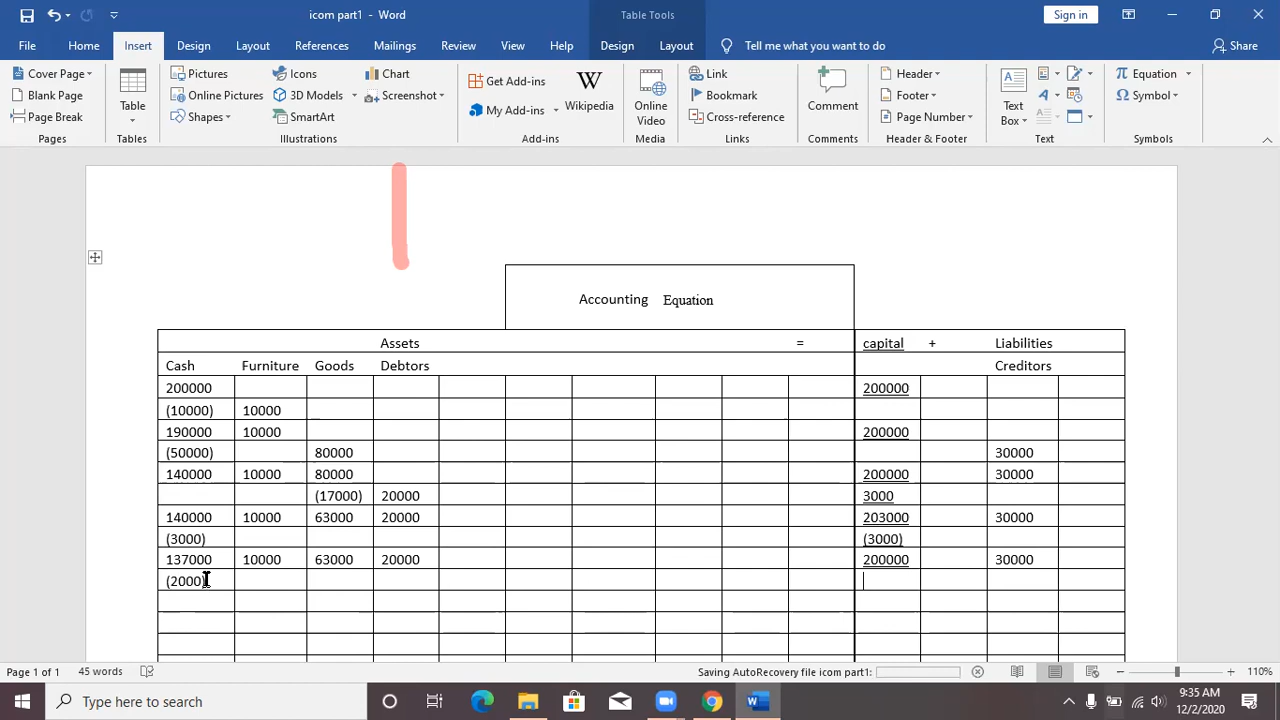 icom part1 - Word
Table Tools
Sign in
File Home Insert Design Layout References Mailings Review View Help Design Layout Tell me what you want to do Share
Cover Page
Blank Page
Page Break
Pages
Table
Tables
Pictures
Online Pictures
Shapes
Icons
3D Models
SmartArt
Chart
Screenshot
Illustrations
Get Add-ins
My Add-ins
W
Wikipedia
Add-ins
Online
Video
Media
Link
Bookmark
Cross-reference
Links
Comment
Comments
Header
Footer
Page Number
Header & Footer
Text
Box
Text
Equation
Symbol
Symbols
Accounting Equation
Assets = capital + Liabilities
Cash Furniture Goods Debtors Creditors
200000 200000
(10000) 10000
190000 10000 200000
(50000) 80000 30000
140000 10000 80000 200000 30000
(17000) 20000 3000
140000 10000 63000 20000 203000 30000
(3000) (3000)
137000 10000 63000 20000 200000 30000
(2000)
Page 1 of 1 45 words Saving AutoRecovery file icom part1: 110%
Type here to search
9:35 AM
12/2/2020